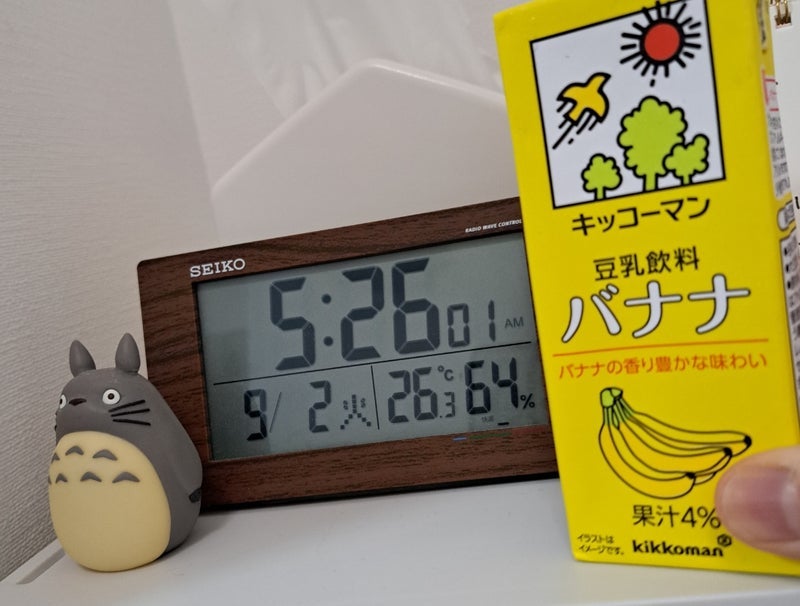 SEIKO
RADIO WAVE CONTROL
5:26 01 AM
9/ 2 火 26.3 °C 64%
キッコーマン
豆乳飲料
バナナ
バナナの香り豊かな味わい
果汁4%
イラストは
イメージです。
kikkoman®